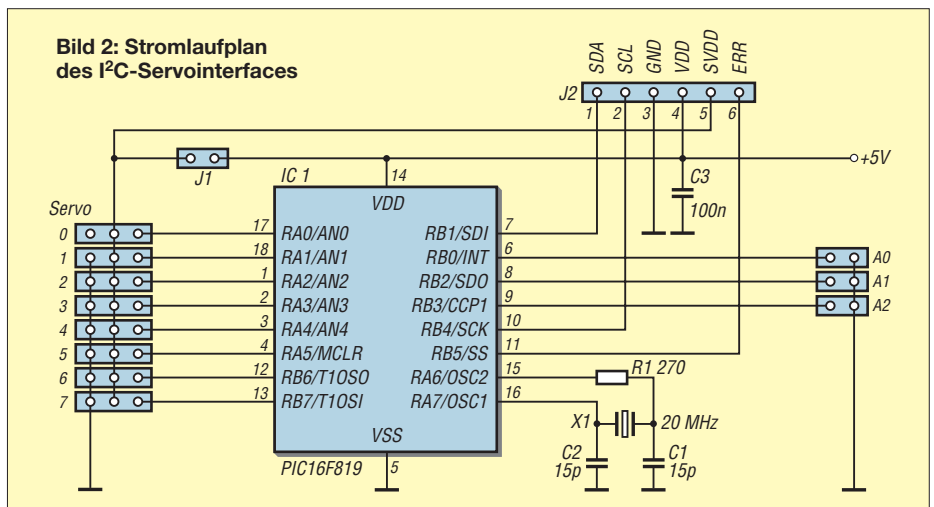 Bild 2: Stromlaufplan
des I²C-Servointerfaces
SDA
SCL
GND
VDD
SVDD
ERR
J2
1 2 3 4 5 6
J1
+5V
C3
100n
IC 1
14
VDD
Servo
0
1
2
3
4
5
6
7
17 RA0/AN0
18 RA1/AN1
1 RA2/AN2
2 RA3/AN3
3 RA4/AN4
4 RA5/MCLR
12 RB6/T1OSO
13 RB7/T1OSI
RB1/SDI 7
RB0/INT 6
RB2/SDO 8
RB3/CCP1 9
RB4/SCK 10
RB5/SS 11
RA6/OSC2 15
RA7/OSC1 16
A0
A1
A2
R1 270
X1
20 MHz
C2
15p
C1
15p
VSS
5
PIC16F819